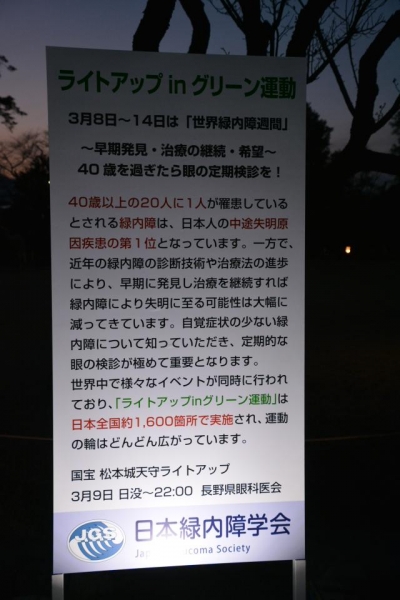 ライトアップ in グリーン運動
3月8日～14日は「世界緑内障週間」
～早期発見・治療の継続・希望～
40歳を過ぎたら眼の定期検診を！
40歳以上の20人に1人が罹患している
とされる緑内障は、日本人の中途失明原
因疾患の第1位となっています。一方で、
近年の緑内障の診断技術や治療法の進歩
により、早期に発見し治療を継続すれば
緑内障により失明に至る可能性は大幅に
減ってきています。自覚症状の少ない緑
内障について知っていただき、定期的な
眼の検診が極めて重要となります。
世界中で様々なイベントが同時に行われ
ており、「ライトアップinグリーン運動」は
日本全国約1,600箇所で実施され、運動
の輪はどんどん広がっています。
国宝 松本城天守ライトアップ
3月9日 日没～22:00 長野県眼科医会
JGS 日本緑内障学会
Society